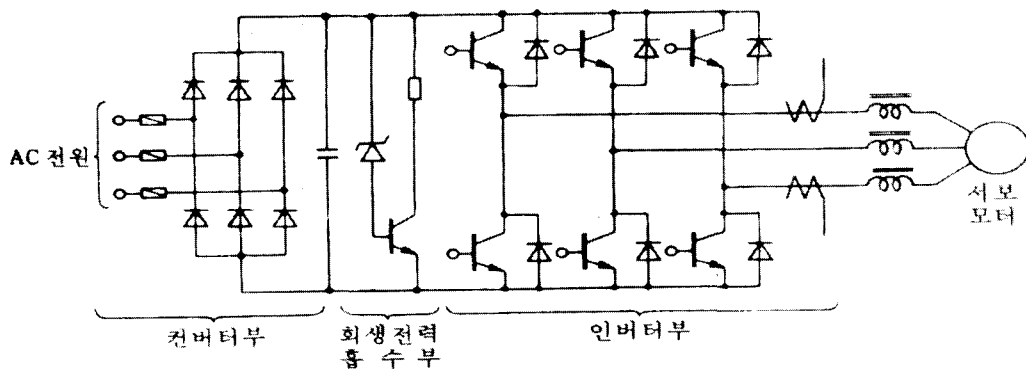 AC 전원
서보
모터
컨버터부
회생전력
흡수부
인버터부